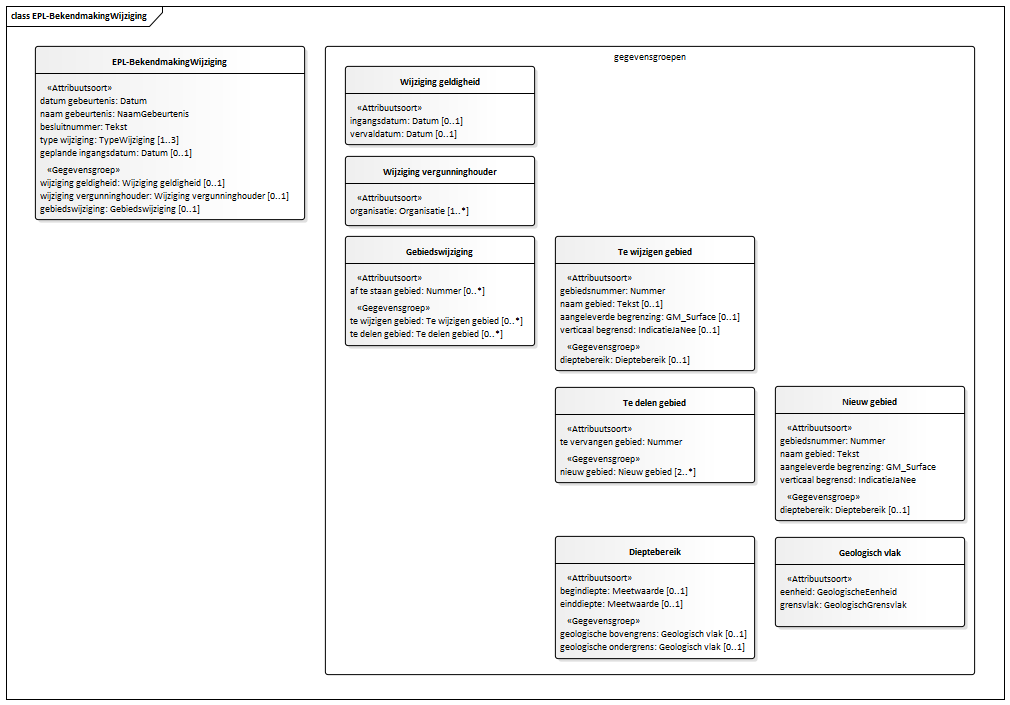 class EPL-BekendmakingWijziging
EPL-BekendmakingWijziging
«Attribuutsoort»
datum gebeurtenis: Datum
naam gebeurtenis: NaamGebeurtenis
besluitnummer: Tekst
type wijziging: TypeWijziging [1..3]
geplande ingangsdatum: Datum [0..1]
«Gegevensgroep»
wijziging geldigheid: Wijziging geldigheid [0..1]
wijziging vergunninghouder: Wijziging vergunninghouder [0..1]
gebiedswijziging: Gebiedswijziging [0..1]
gegevensgroepen
Wijziging geldigheid
«Attribuutsoort»
ingangsdatum: Datum [0..1]
vervaldatum: Datum [0..1]
Wijziging vergunninghouder
«Attribuutsoort»
organisatie: Organisatie [1..*]
Gebiedswijziging
«Attribuutsoort»
af te staan gebied: Nummer [0..*]
«Gegevensgroep»
te wijzigen gebied: Te wijzigen gebied [0..*]
te delen gebied: Te delen gebied [0..*]
Te wijzigen gebied
«Attribuutsoort»
gebiedsnummer: Nummer
naam gebied: Tekst [0..1]
aangeleverde begrenzing: GM_Surface [0..1]
verticaal begrensd: IndicatieJaNee [0..1]
«Gegevensgroep»
dieptebereik: Dieptebereik [0..1]
Te delen gebied
«Attribuutsoort»
te vervangen gebied: Nummer
«Gegevensgroep»
nieuw gebied: Nieuw gebied [2..*]
Nieuw gebied
«Attribuutsoort»
gebiedsnummer: Nummer
naam gebied: Tekst
aangeleverde begrenzing: GM_Surface
verticaal begrensd: IndicatieJaNee
«Gegevensgroep»
dieptebereik: Dieptebereik [0..1]
Dieptebereik
«Attribuutsoort»
begindiepte: Meetwaarde [0..1]
einddiepte: Meetwaarde [0..1]
«Gegevensgroep»
geologische bovengrens: Geologisch vlak [0..1]
geologische ondergrens: Geologisch vlak [0..1]
Geologisch vlak
«Attribuutsoort»
eenheid: GeologischeEenheid
grensvlak: GeologischGrensvlak